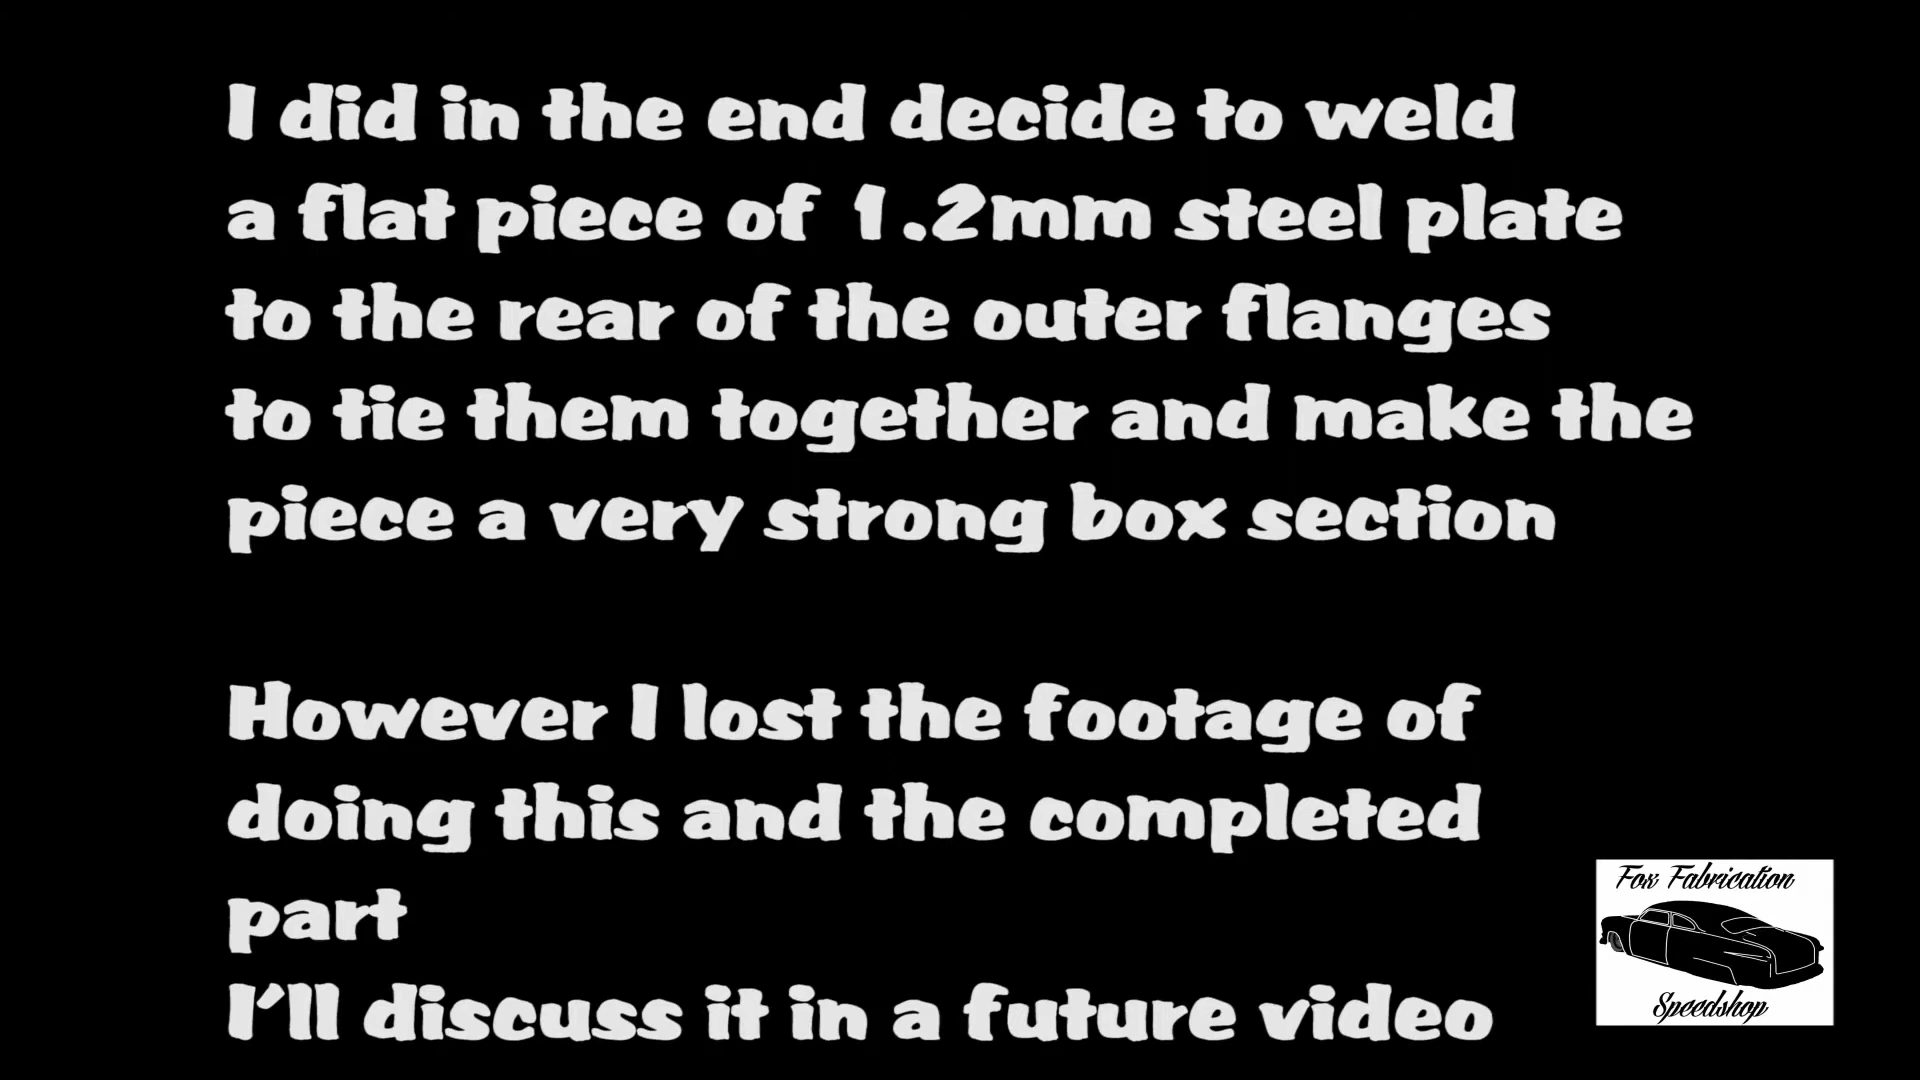 I did in the end decide to weld
a flat piece of 1.2mm steel plate
to the rear of the outer flanges
to tie them together and make the
piece a very strong box section
However I lost the footage of
doing this and the completed
part
I'll discuss it in a future video
Fox Fabrication
Speedshop